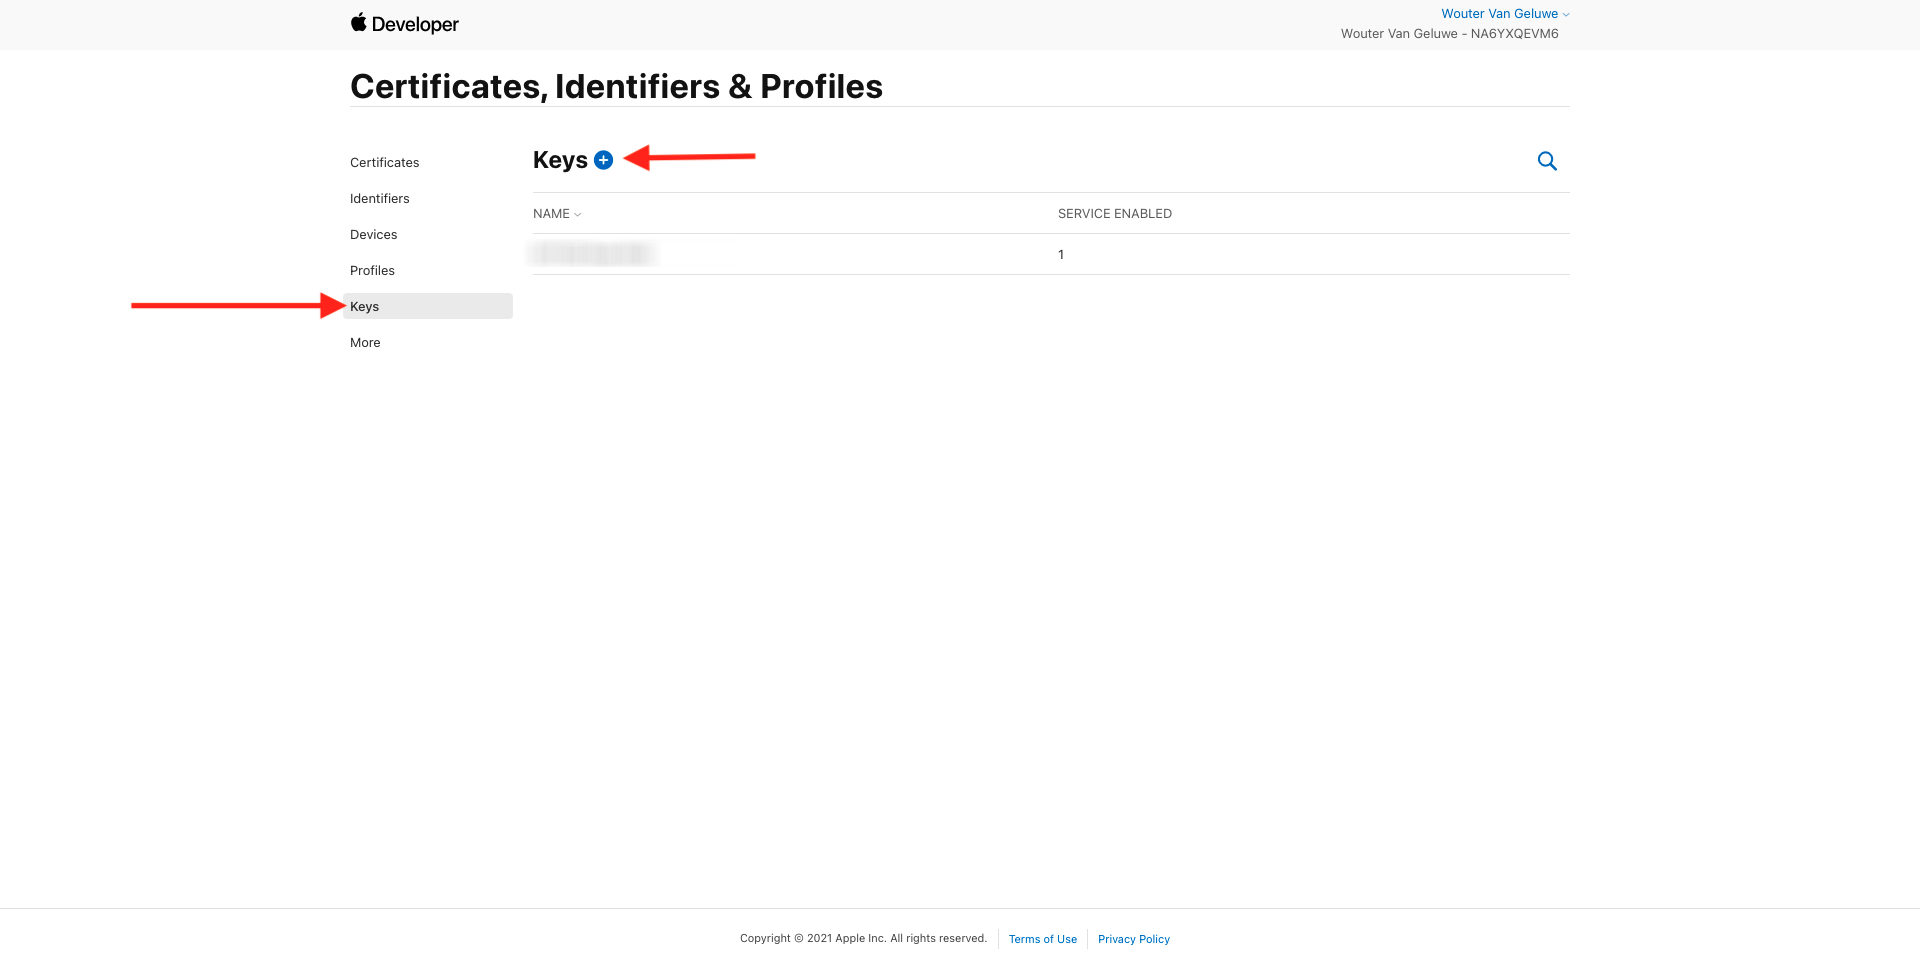 Developer
Wouter Van Geluwe
Wouter Van Geluwe - NA6YXQEVM6
Certificates, Identifiers & Profiles
Certificates
Identifiers
Devices
Profiles
Keys
More
Keys
NAME
SERVICE ENABLED
1
Copyright © 2021 Apple Inc. All rights reserved.
Terms of Use
Privacy Policy